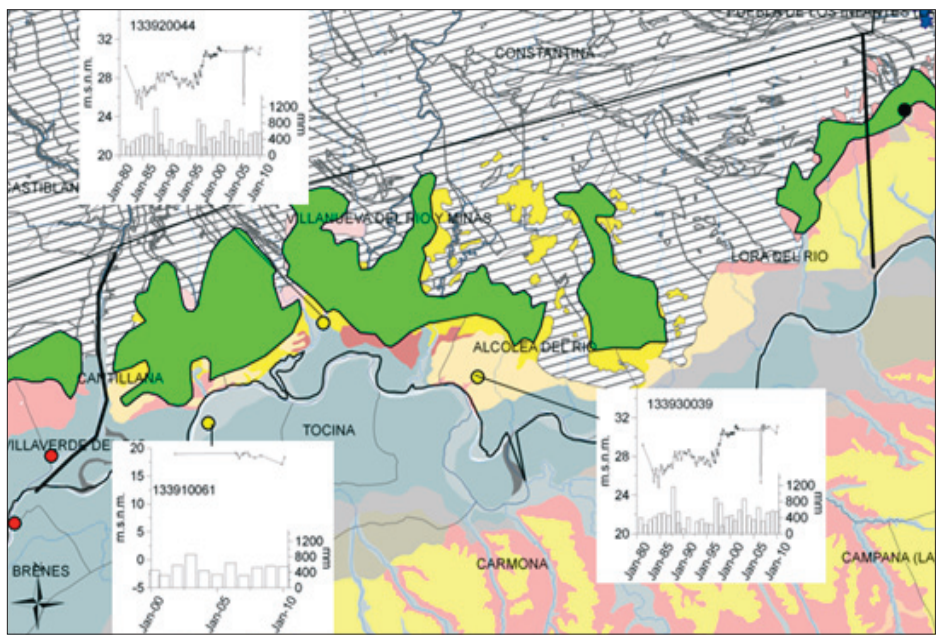 PUEBLA DE LOS INFANTES (
133920044
32
28
24
20
m.s.n.m.
1200
800
400
0
mm
Jan-80
Jan-85
Jan-90
Jan-95
Jan-00
Jan-05
Jan-10
CONSTANTINA
CASTIBLAN
VILLANUEVA DEL RIO Y MINAS
LORA DEL RIO
ALCOLEA DEL RIO
CANTILLANA
TOCINA
VILLAVERDE DE
133910061
20
15
10
5
0
-5
m.s.n.m.
1200
800
400
0
mm
Jan-00
Jan-05
Jan-10
133930039
32
28
24
20
m.s.n.m.
1200
800
400
0
mm
Jan-80
Jan-85
Jan-90
Jan-95
Jan-00
Jan-05
Jan-10
BRENES
CARMONA
CAMPANA (LA